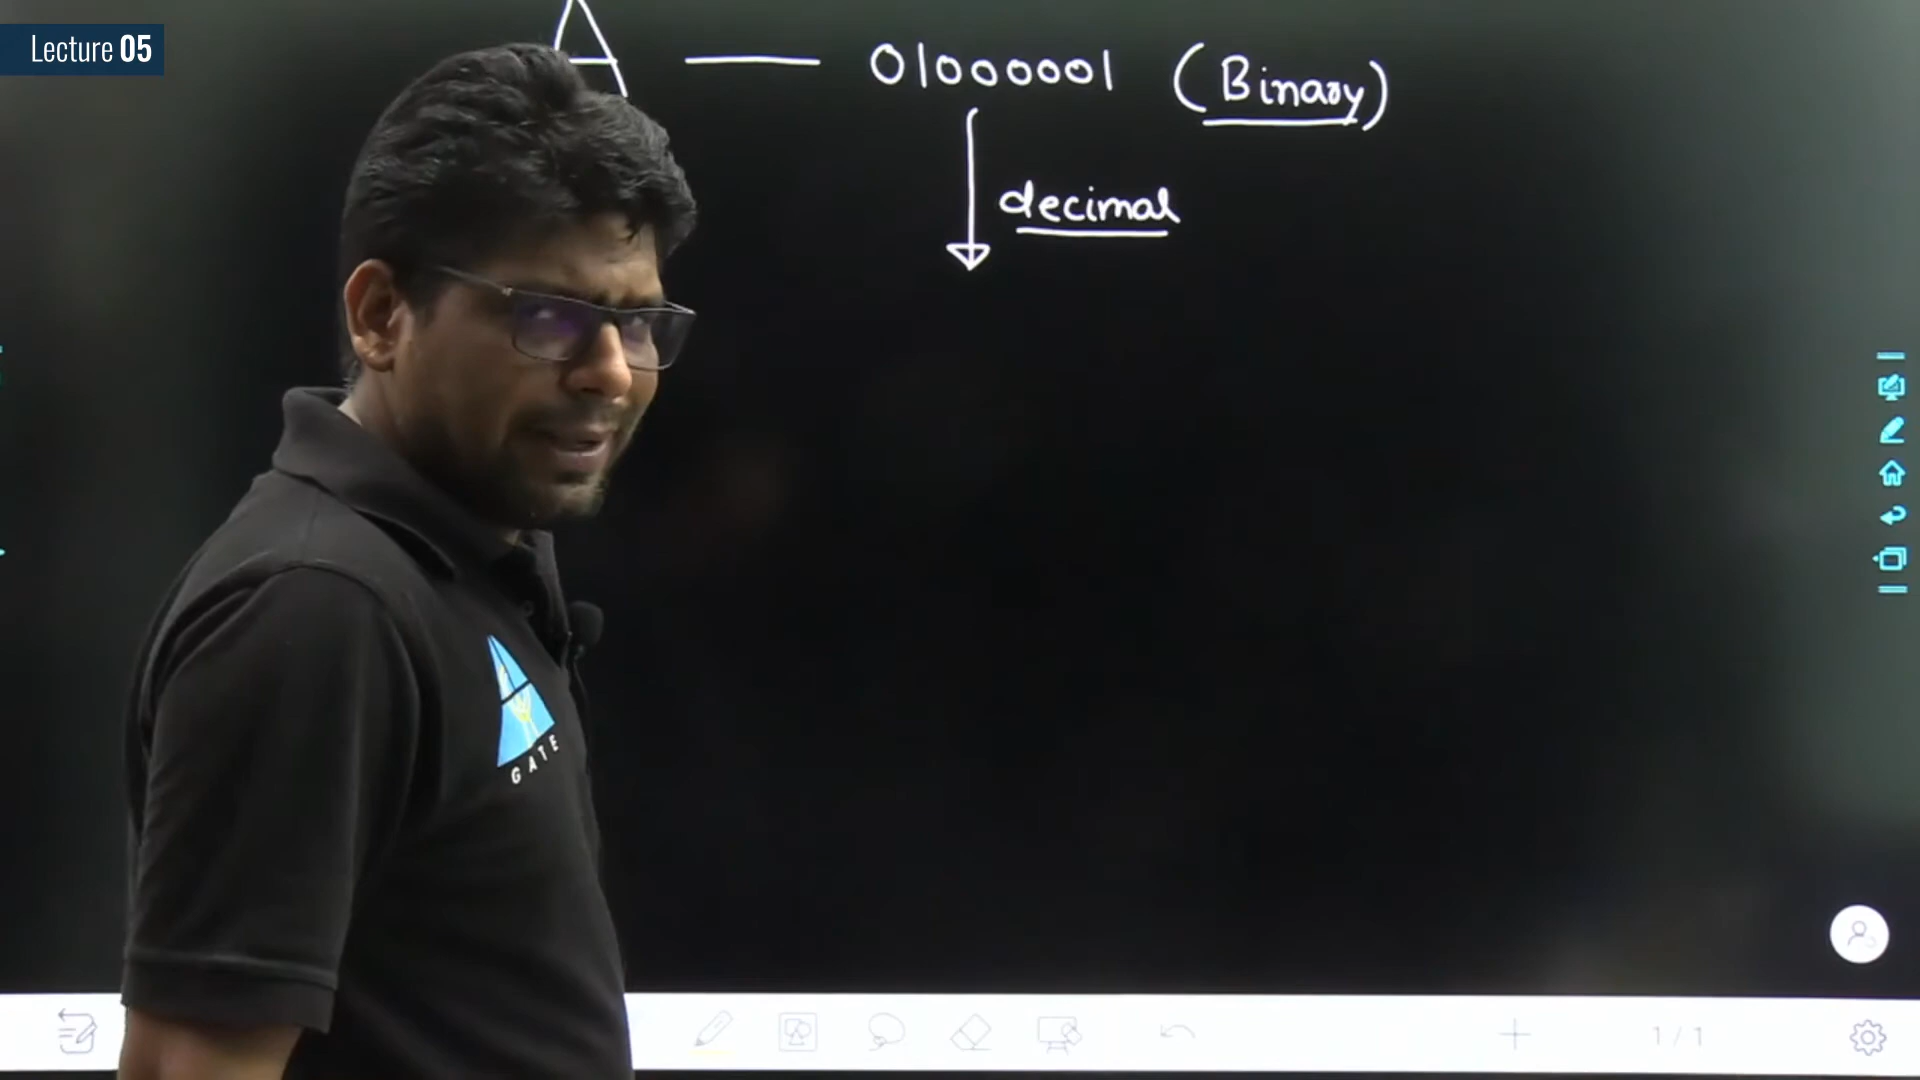 Lecture 05
A — 01000001 (Binary)
decimal
GATE
1 / 1